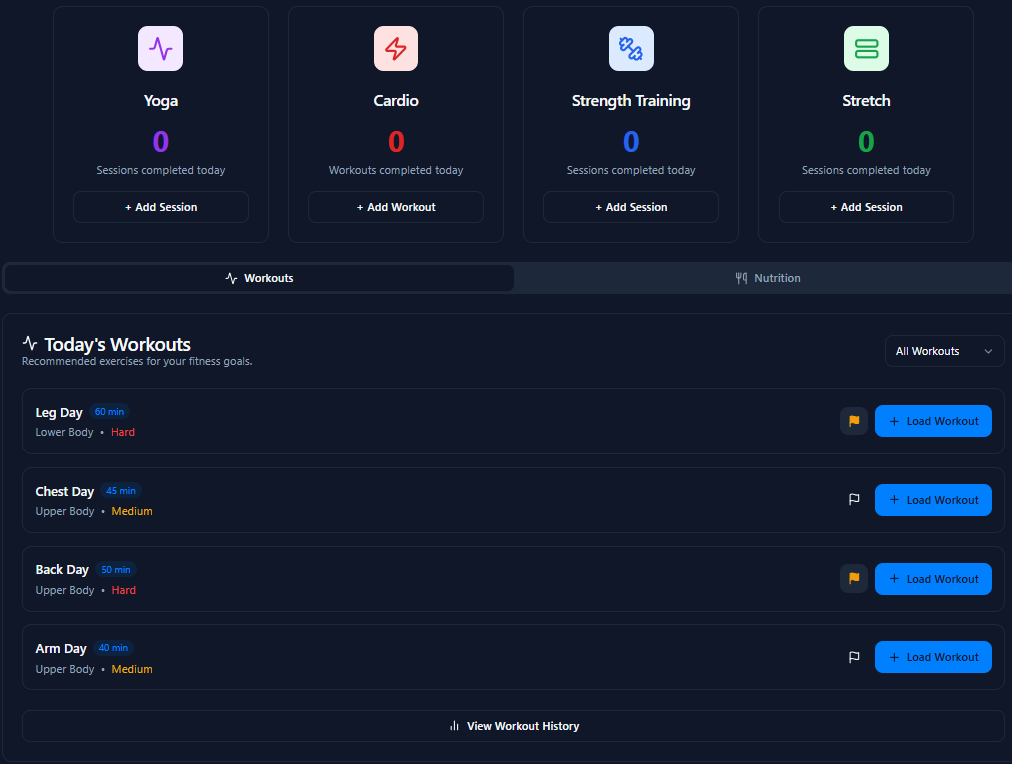 Yoga
0
Sessions completed today
+ Add Session
Cardio
0
Workouts completed today
+ Add Workout
Strength Training
0
Sessions completed today
+ Add Session
Stretch
0
Sessions completed today
+ Add Session
Workouts
Nutrition
Today's Workouts
Recommended exercises for your fitness goals.
All Workouts
Leg Day 60 min
Lower Body • Hard
+ Load Workout
Chest Day 45 min
Upper Body • Medium
+ Load Workout
Back Day 50 min
Upper Body • Hard
+ Load Workout
Arm Day 40 min
Upper Body • Medium
+ Load Workout
View Workout History